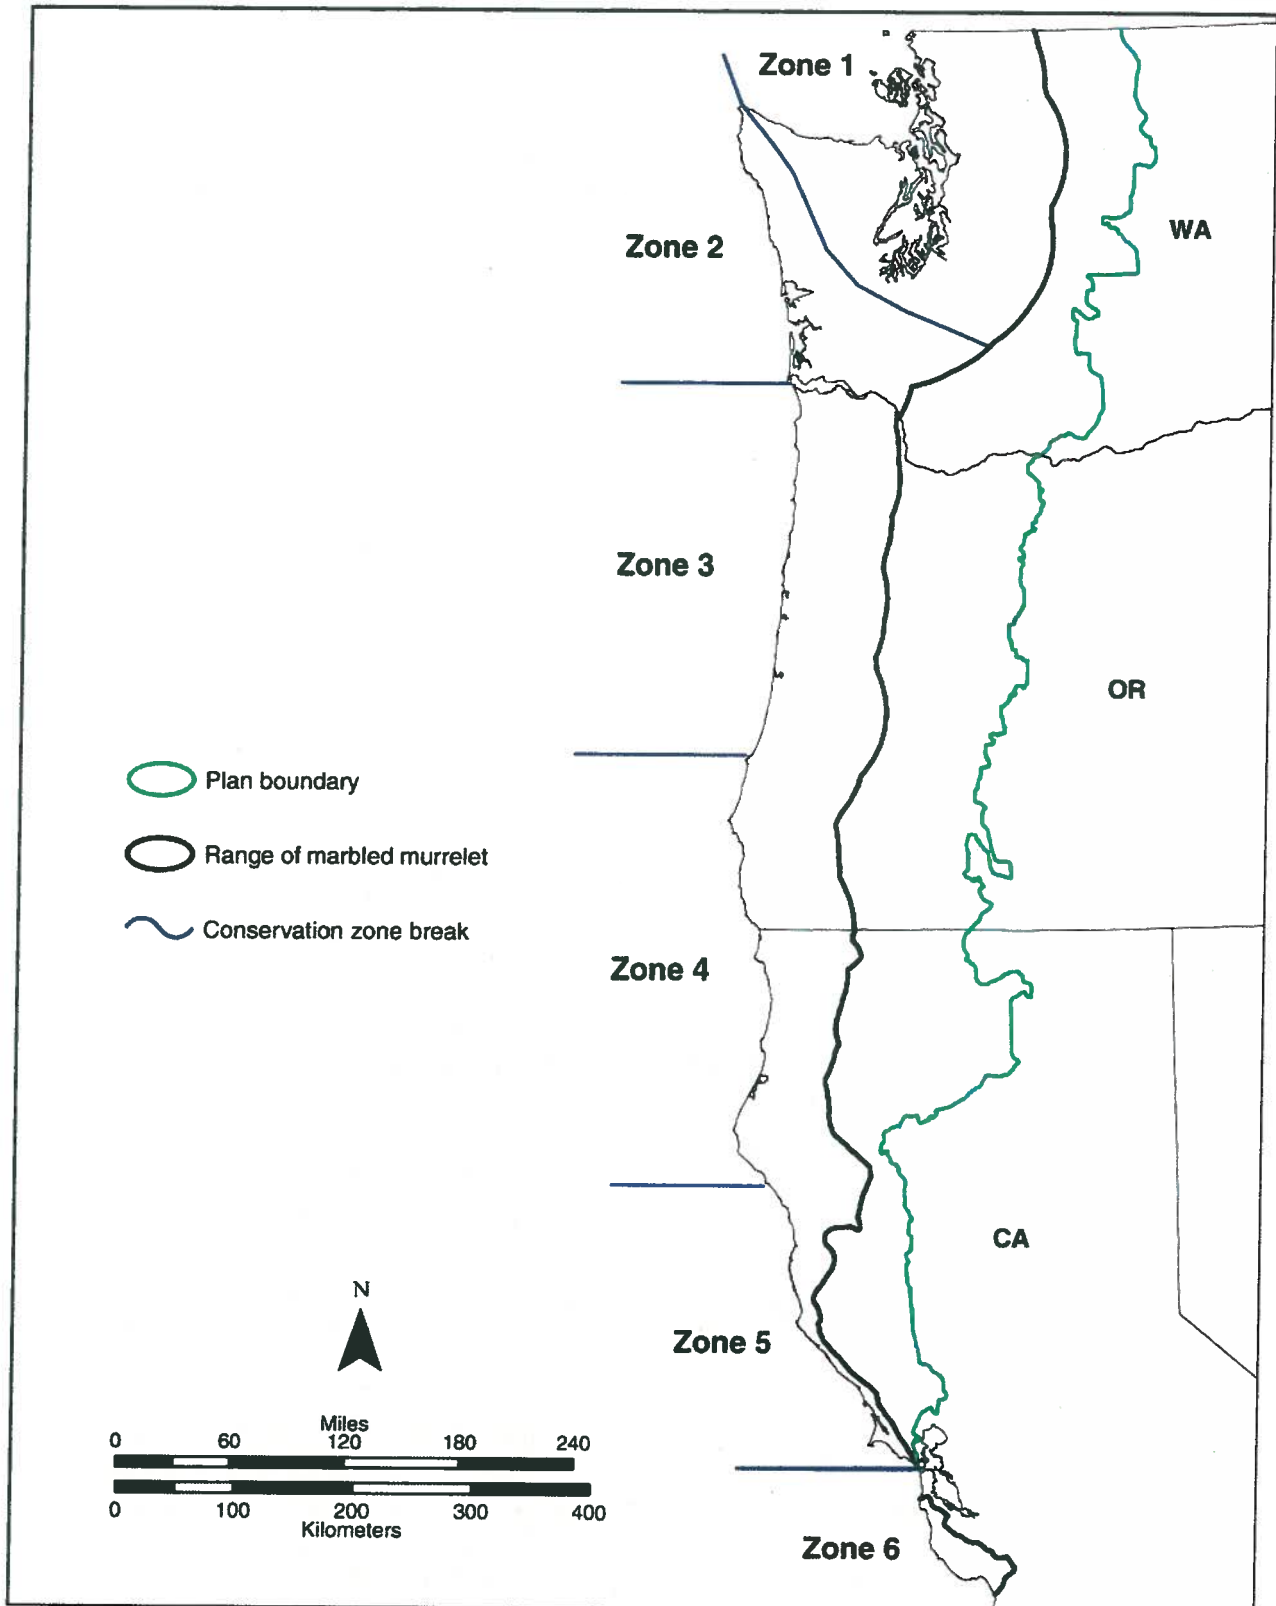 Zone 1
WA
Zone 2
Zone 3
OR
Plan boundary
Range of marbled murrelet
Conservation zone break
Zone 4
CA
N
Zone 5
Miles
0 60 120 180 240
0 100 200 300 400
Kilometers
Zone 6